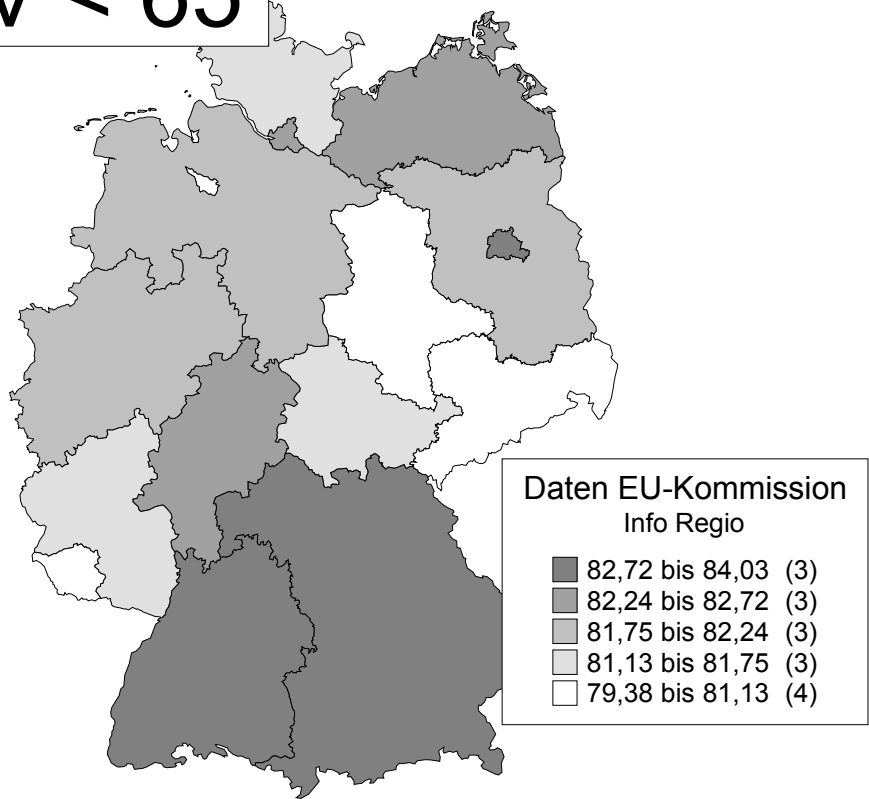 < 65
Daten EU-Kommission
Info Regio
82,72 bis 84,03 (3)
82,24 bis 82,72 (3)
81,75 bis 82,24 (3)
81,13 bis 81,75 (3)
79,38 bis 81,13 (4)